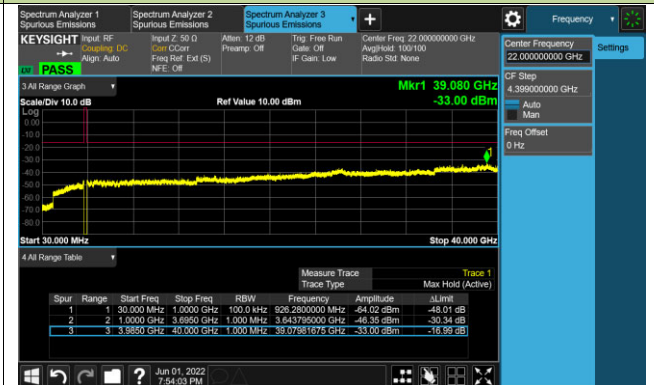 Spectrum Analyzer 1
Spurious Emissions
Spectrum Analyzer 2
Spurious Emissions
Spectrum Analyzer 3
Spurious Emissions
Frequency
KEYSIGHT
Input: RF
Coupling: DC
Align: Auto
Input Z: 50 Ω
Corr CCorr
Freq Ref: Ext (S)
NFE: Off
Atten: 12 dB
Preamp: Off
Trig: Free Run
Gate: Off
IF Gain: Low
Center Freq: 22.000000000 GHz
Avg|Hold: 100/100
Radio Std: None
PASS
Center Frequency
22.000000000 GHz
Settings
CF Step
4.399000000 GHz
Auto
Man
Freq Offset
0 Hz
3 All Range Graph
Mkr1 39.080 GHz
Scale/Div 10.0 dB
Ref Value 10.00 dBm
-33.00 dBm
Log
0.00
-10.0
-20.0
-30.0
-40.0
-50.0
-60.0
-70.0
-80.0
1
Start 30.000 MHz
Stop 40.000 GHz
4 All Range Table
Measure Trace Trace 1
Trace Type Max Hold (Active)
Spur Range Start Freq Stop Freq RBW Frequency Amplitude ΔLimit
1 1 30.000 MHz 1.0000 GHz 100.0 kHz 926.2800000 MHz -64.02 dBm -48.01 dB
2 2 1.0000 GHz 3.6950 GHz 1.000 MHz 3.643795000 GHz -46.35 dBm -30.34 dB
3 3 3.9850 GHz 40.000 GHz 1.000 MHz 39.07981675 GHz -33.00 dBm -16.99 dB
Jun 01, 2022
7:54:03 PM